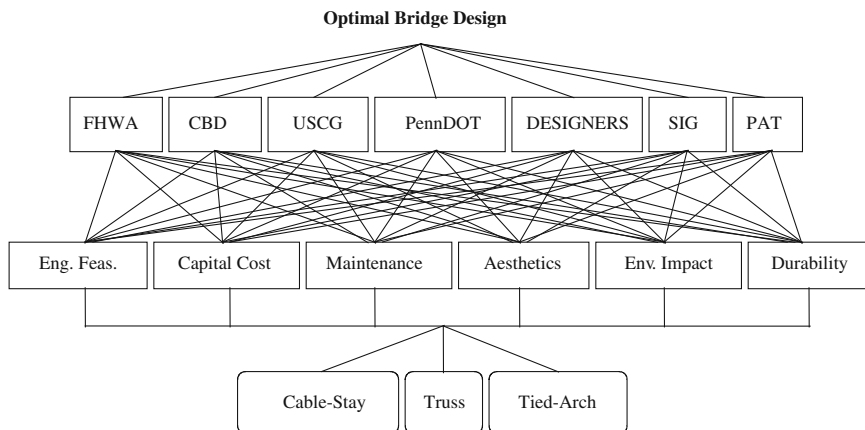 Optimal Bridge Design
FHWA CBD USCG PennDOT DESIGNERS SIG PAT
Eng. Feas. Capital Cost Maintenance Aesthetics Env. Impact Durability
Cable-Stay Truss Tied-Arch